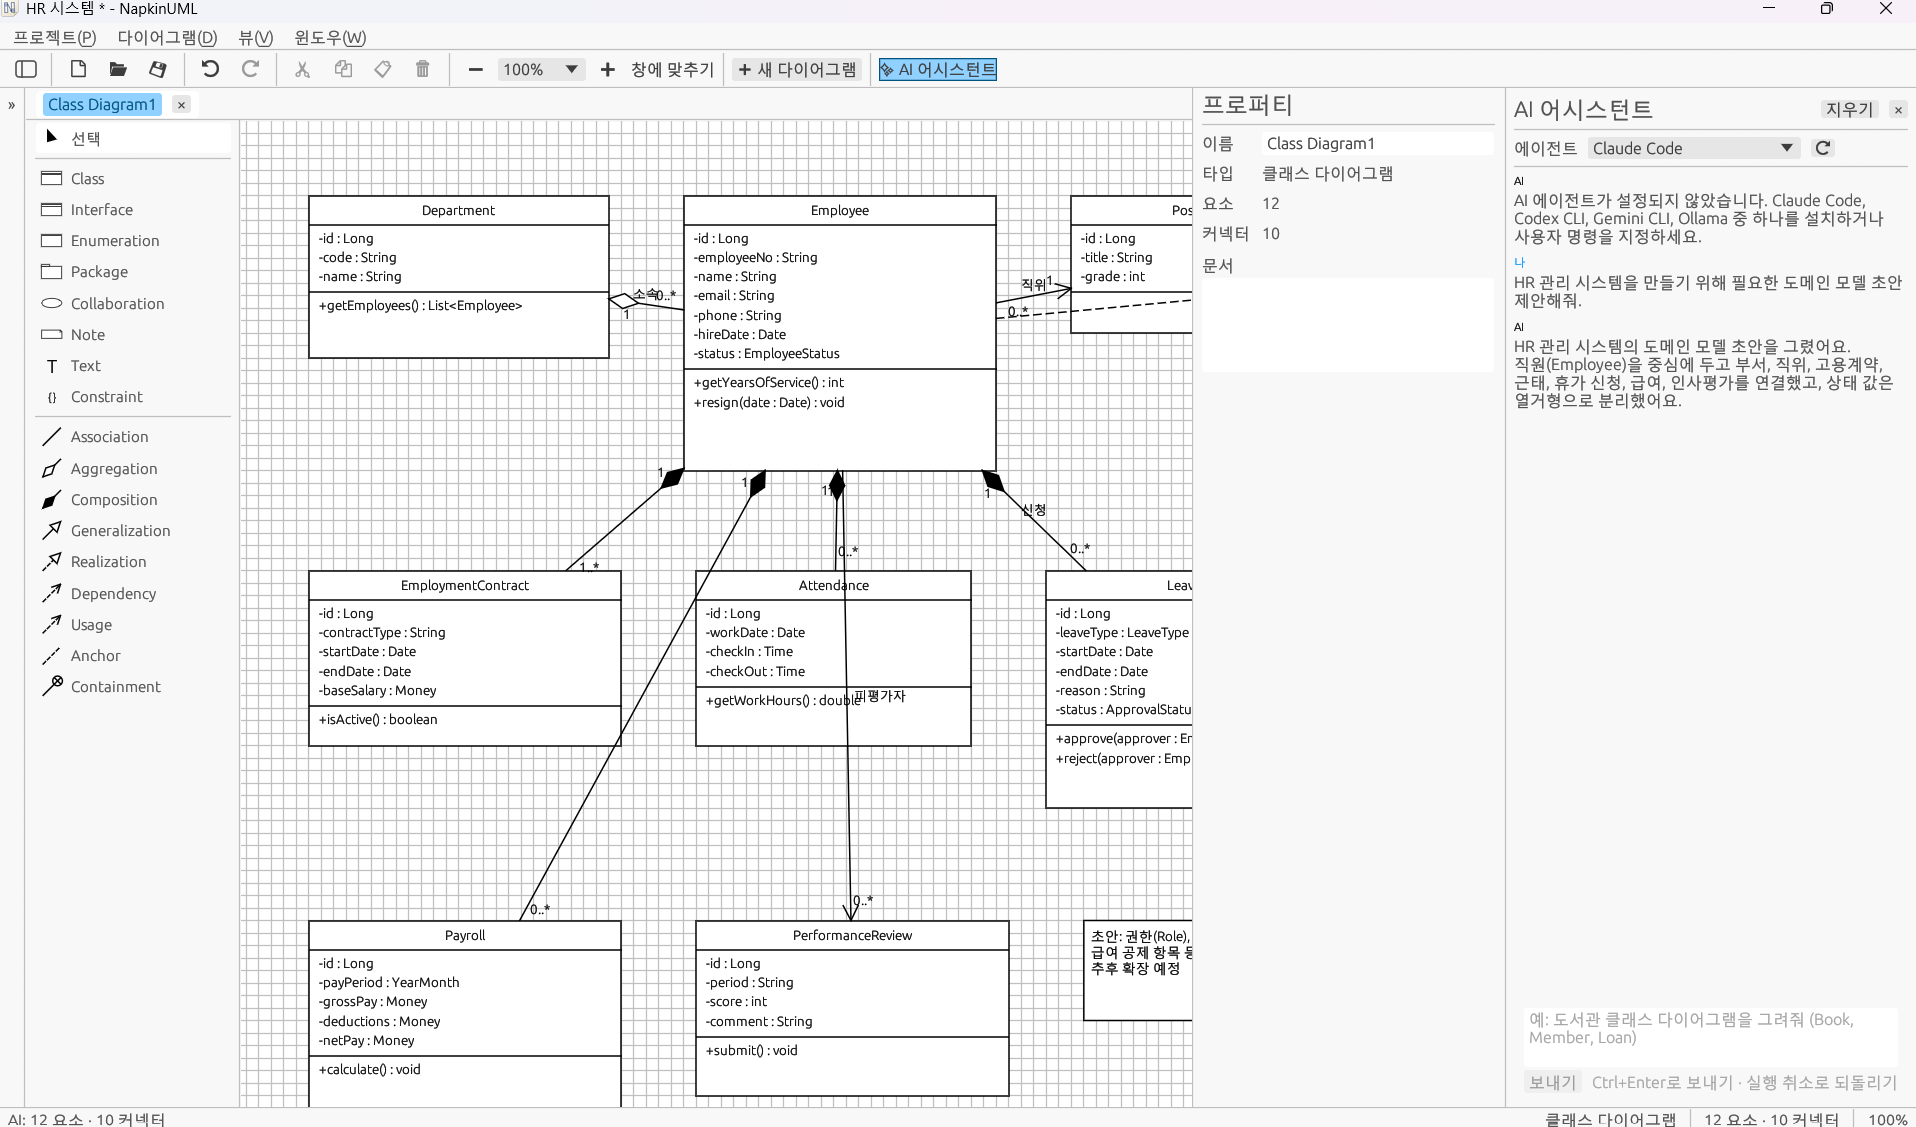 HR 시스템 * - NapkinUML
프로젝트(P) 다이어그램(D) 뷰(V) 윈도우(W)
100% 창에 맞추기 + 새 다이어그램 AI 어시스턴트
» Class Diagram1 ×
선택
Class
Interface
Enumeration
Package
Collaboration
Note
T Text
{} Constraint
Association
Aggregation
Composition
Generalization
Realization
Dependency
Usage
Anchor
Containment
Department
-id : Long
-code : String
-name : String
+getEmployees() : List<Employee>
소속
0..*
1
Employee
-id : Long
-employeeNo : String
-name : String
-email : String
-phone : String
-hireDate : Date
-status : EmployeeStatus
+getYearsOfService() : int
+resign(date : Date) : void
직위
1
0..*
Pos
-id : Long
-title : String
-grade : int
1
1
1
1
1
신청
1..*
0..*
0..*
EmploymentContract
-id : Long
-contractType : String
-startDate : Date
-endDate : Date
-baseSalary : Money
+isActive() : boolean
Attendance
-id : Long
-workDate : Date
-checkIn : Time
-checkOut : Time
+getWorkHours() : double
피평가자
Leav
-id : Long
-leaveType : LeaveType
-startDate : Date
-endDate : Date
-reason : String
-status : ApprovalStatu
+approve(approver : Em
+reject(approver : Emp
0..*
0..*
Payroll
-id : Long
-payPeriod : YearMonth
-grossPay : Money
-deductions : Money
-netPay : Money
+calculate() : void
PerformanceReview
-id : Long
-period : String
-score : int
-comment : String
+submit() : void
초안: 권한(Role),
급여 공제 항목 등
추후 확장 예정
프로퍼티
이름 Class Diagram1
타입 클래스 다이어그램
요소 12
커넥터 10
문서
AI 어시스턴트 지우기 ×
에이전트 Claude Code
AI
AI 에이전트가 설정되지 않았습니다. Claude Code,
Codex CLI, Gemini CLI, Ollama 중 하나를 설치하거나
사용자 명령을 지정하세요.
나
HR 관리 시스템을 만들기 위해 필요한 도메인 모델 초안
제안해줘.
AI
HR 관리 시스템의 도메인 모델 초안을 그렸어요.
직원(Employee)을 중심에 두고 부서, 직위, 고용계약,
근태, 휴가 신청, 급여, 인사평가를 연결했고, 상태 값은
열거형으로 분리했어요.
예: 도서관 클래스 다이어그램을 그려줘 (Book,
Member, Loan)
보내기 Ctrl+Enter로 보내기 · 실행 취소로 되돌리기
AI: 12 요소 · 10 커넥터
클래스 다이어그램 12 요소 · 10 커넥터 100%